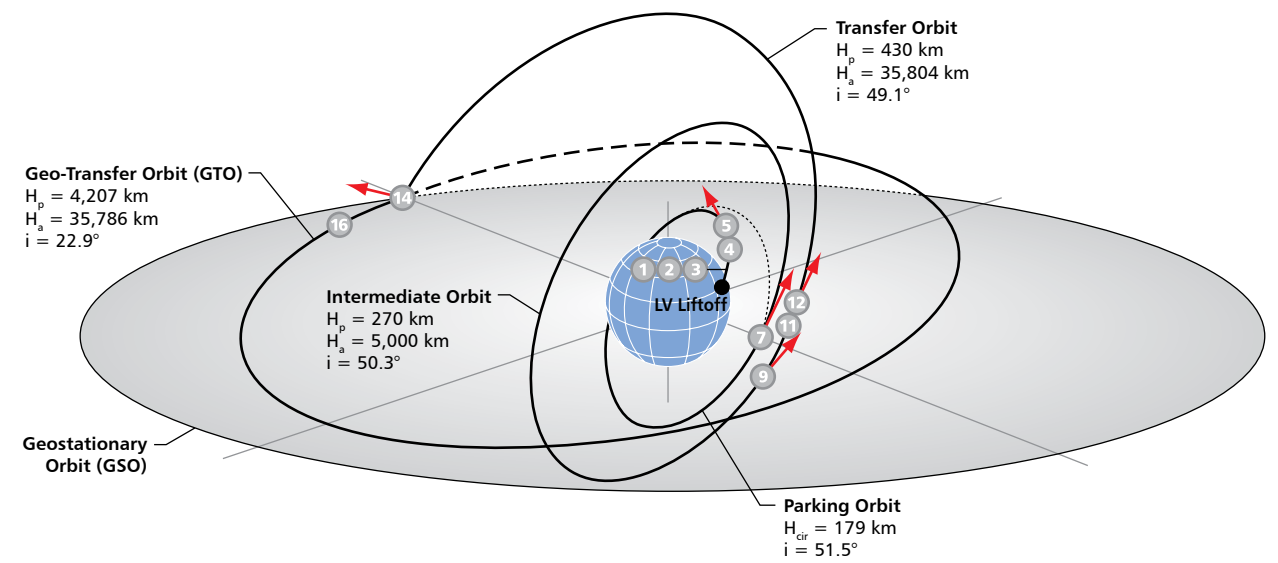 Transfer Orbit
Hp = 430 km
Ha = 35,804 km
i = 49.1°
Geo-Transfer Orbit (GTO)
Hp = 4,207 km
Ha = 35,786 km
i = 22.9°
14
16
5
4
1 2 3
LV Liftoff
Intermediate Orbit
Hp = 270 km
Ha = 5,000 km
i = 50.3°
12
11
7
9
Geostationary
Orbit (GSO)
Parking Orbit
Hcir = 179 km
i = 51.5°